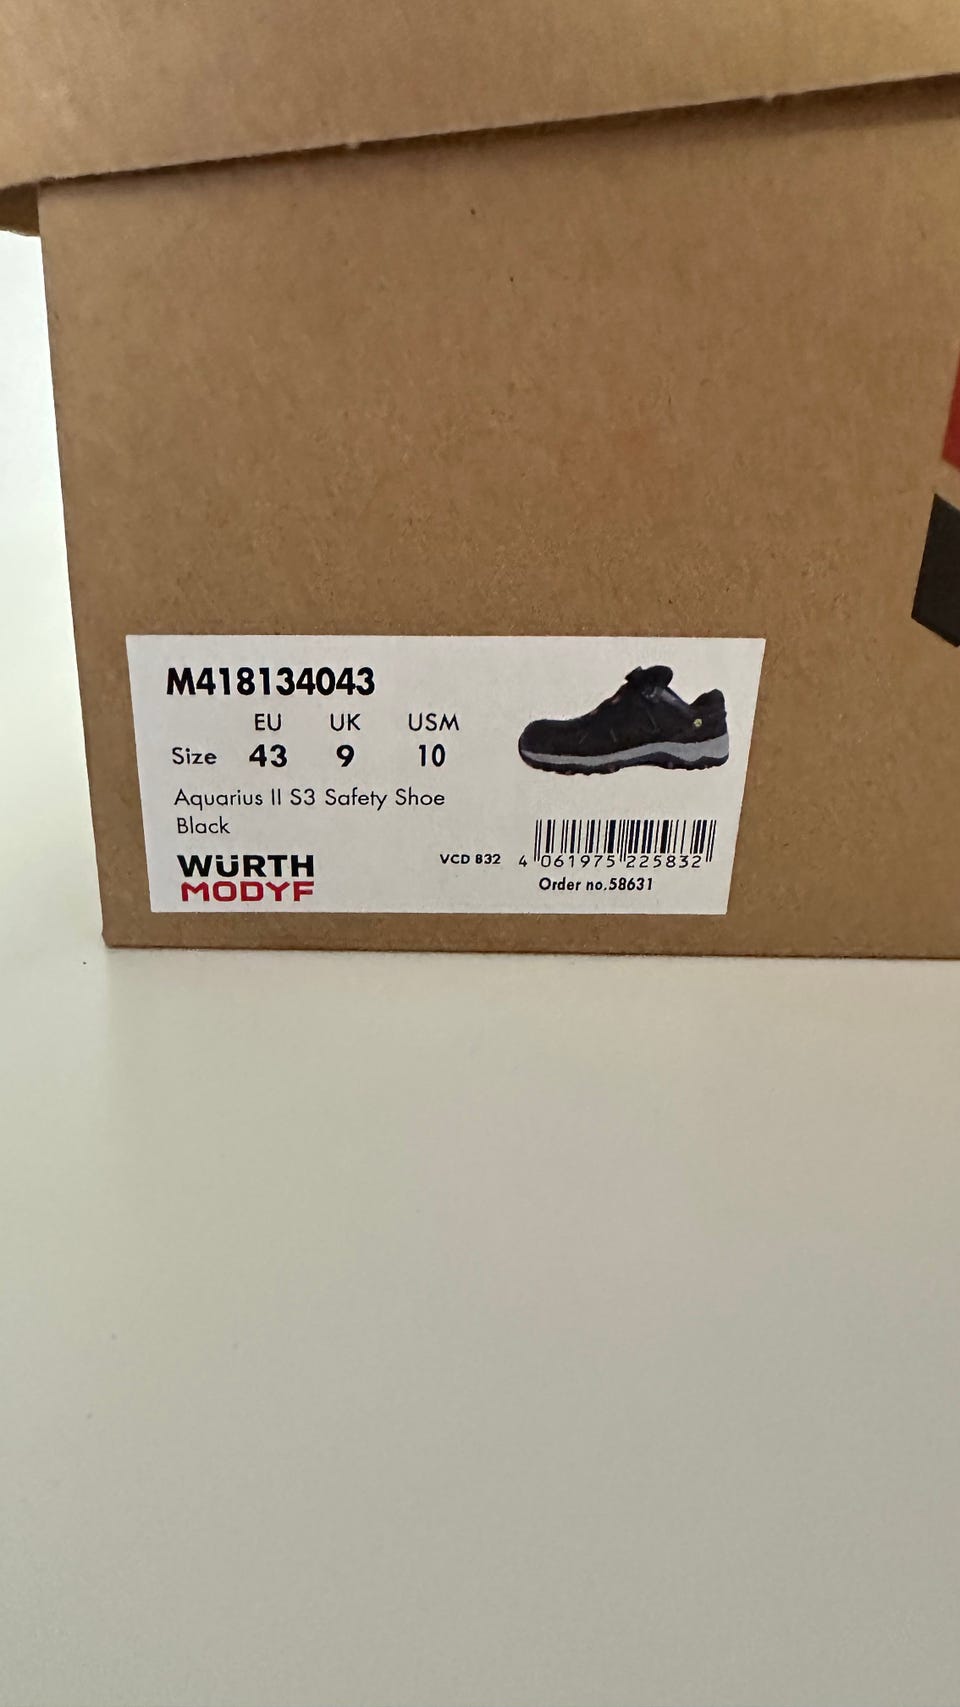 M418134043
EU UK USM
Size 43 9 10
Aquarius II S3 Safety Shoe
Black
WÜRTH
MODYF
VCD 832 4 061975 225832
Order no.58631